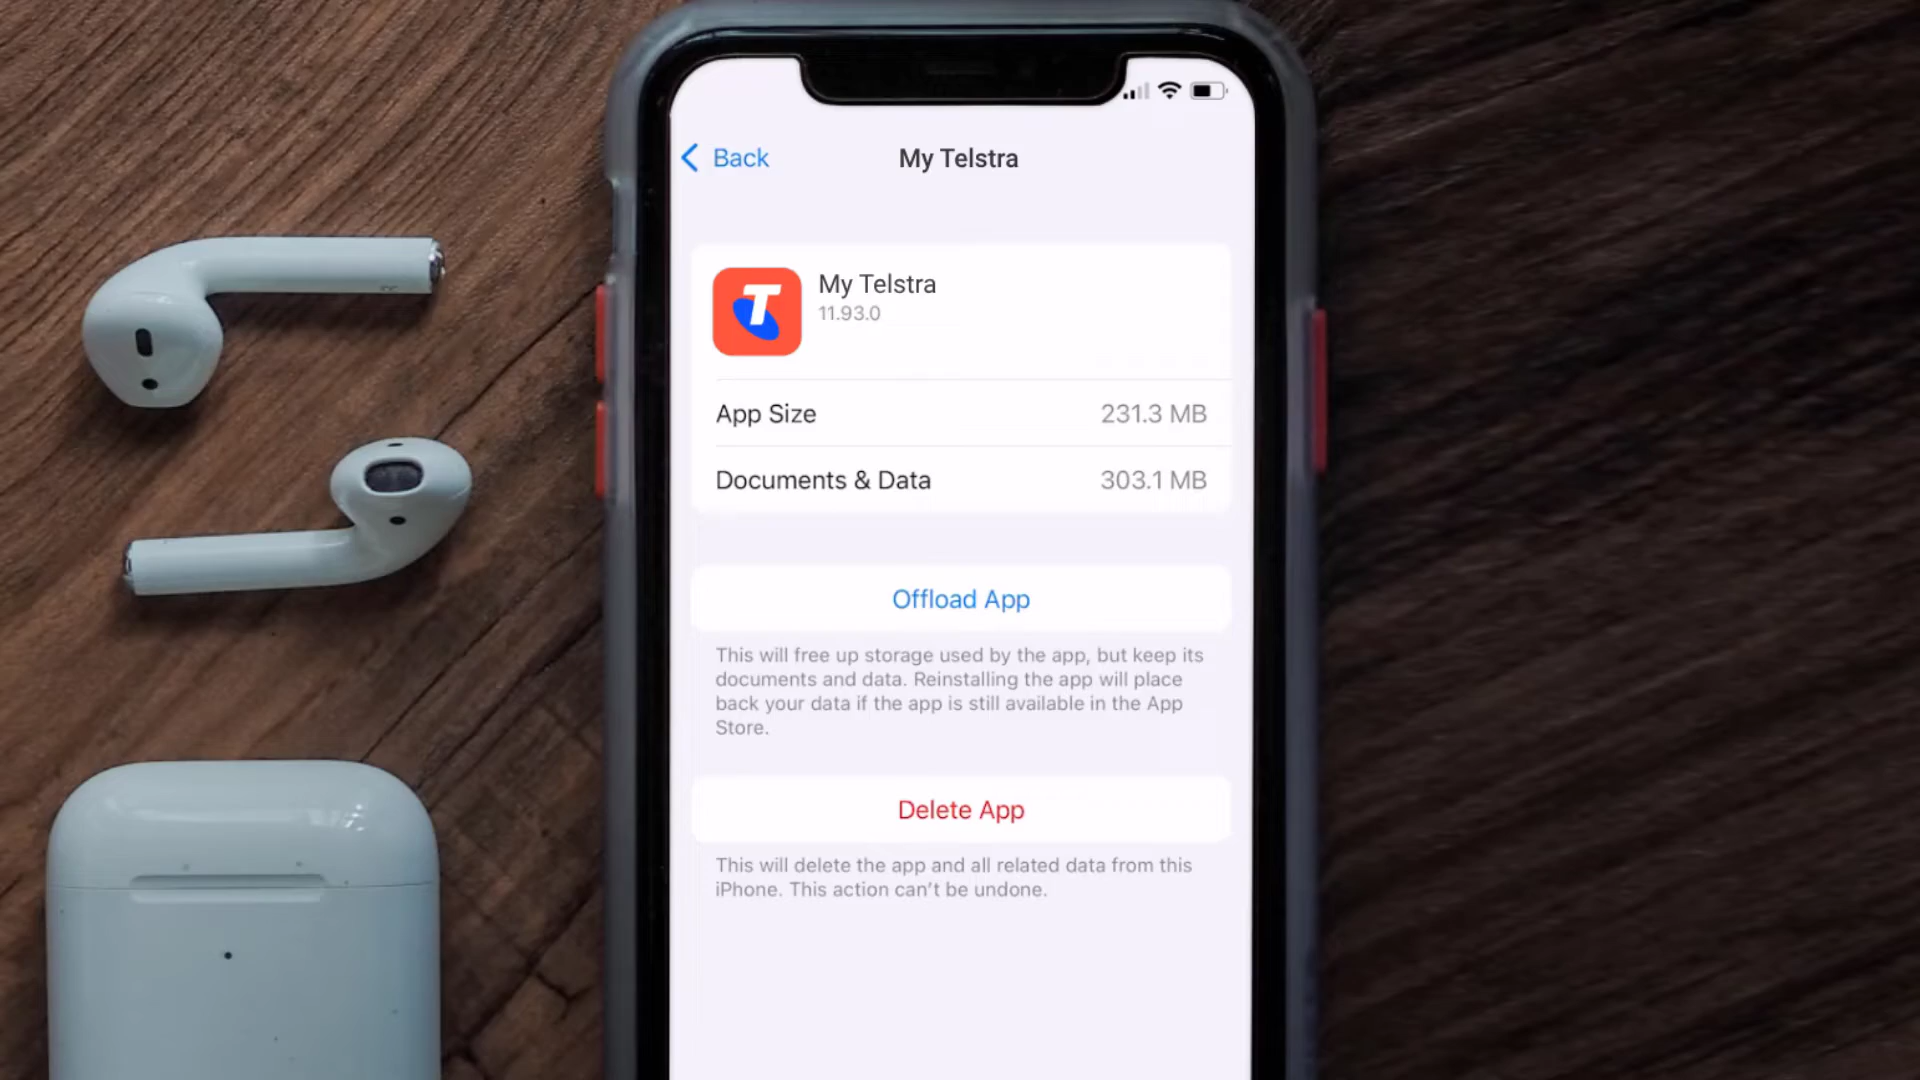 Back
My Telstra
T
My Telstra
11.93.0
App Size
231.3 MB
Documents & Data
303.1 MB
Offload App
This will free up storage used by the app, but keep its
documents and data. Reinstalling the app will place
back your data if the app is still available in the App
Store.
Delete App
This will delete the app and all related data from this
iPhone. This action can’t be undone.